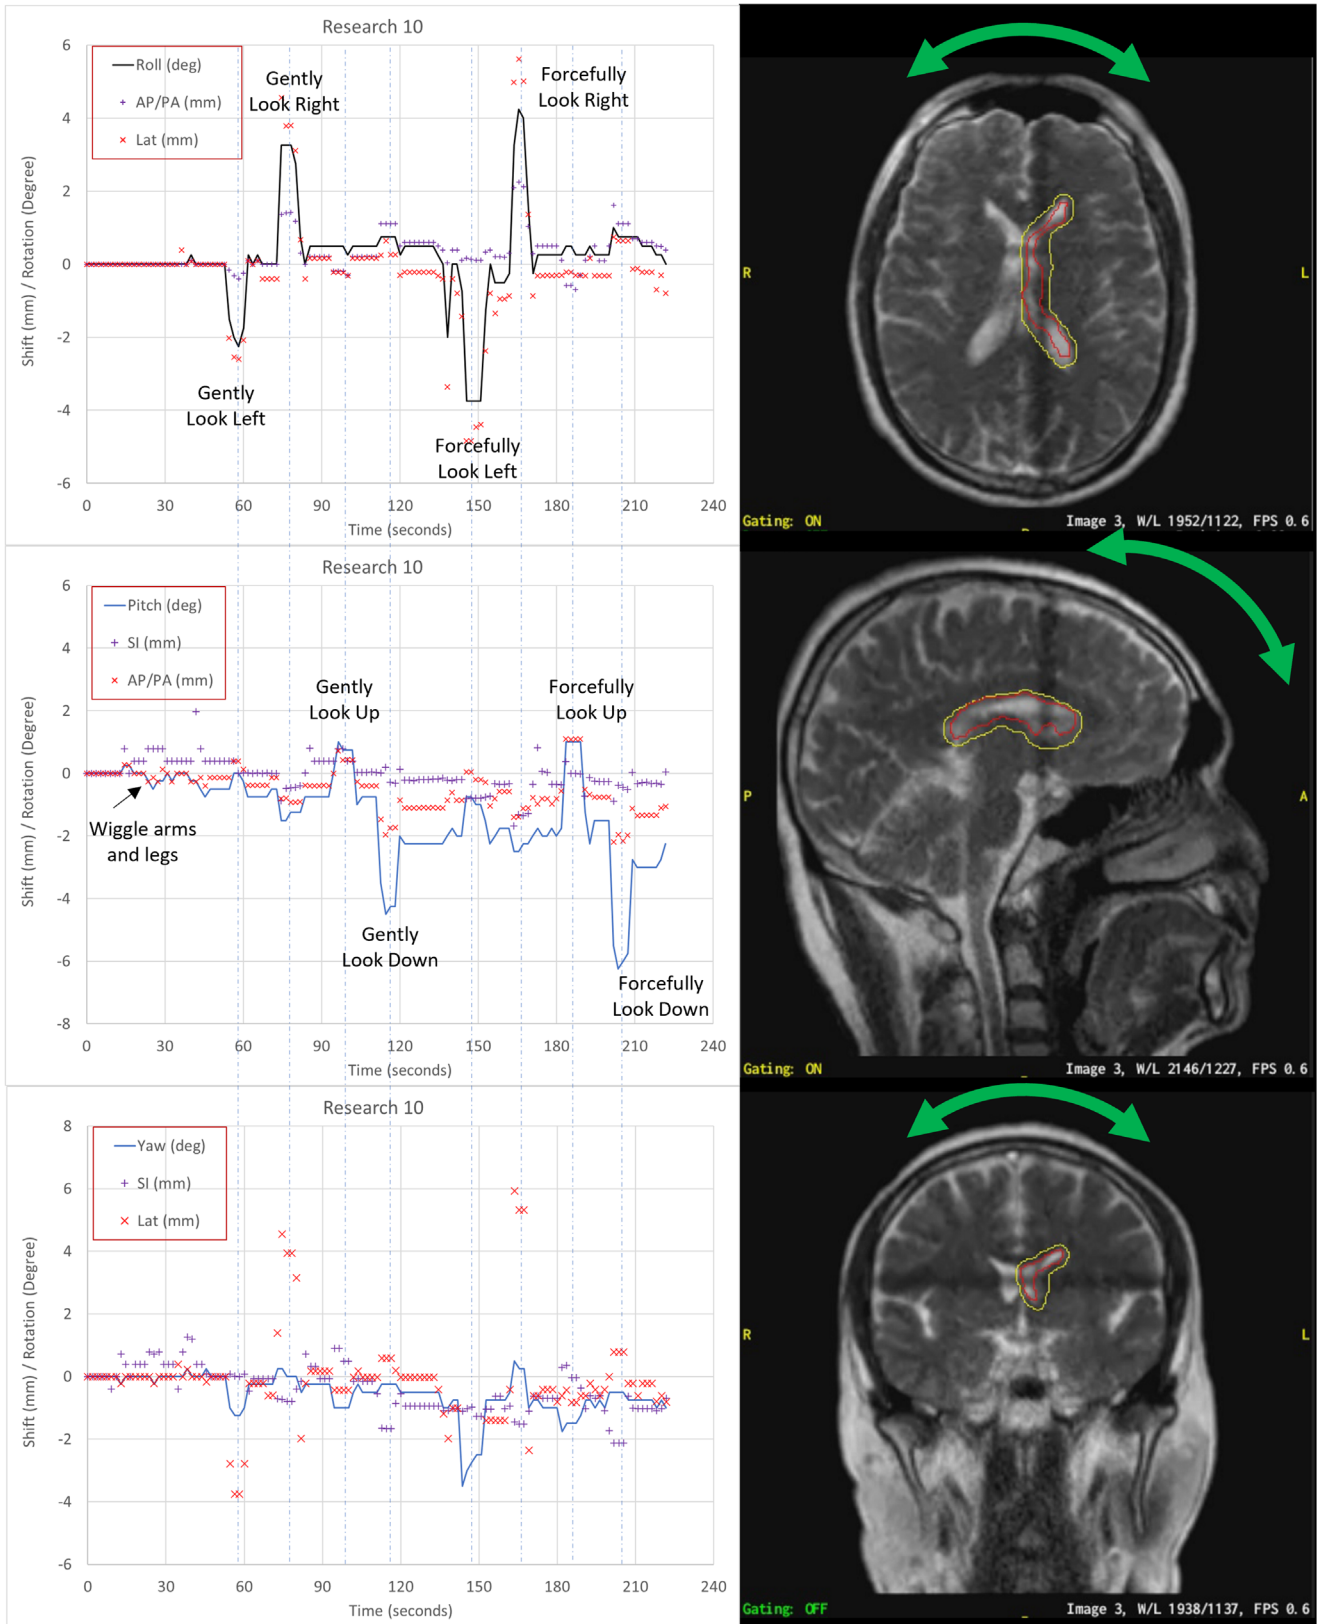 Research 10
6
4
2
0
-2
-4
-6
Shift (mm) / Rotation (Degree)
Roll (deg)
AP/PA (mm)
Lat (mm)
Gently
Look Right
Forcefully
Look Right
Gently
Look Left
Forcefully
Look Left
0 30 60 90 120 150 180 210 240
Time (seconds)
R
L
Gating: ON
Image 3, W/L 1952/1122, FPS 0.6
Research 10
6
4
2
0
-2
-4
-6
-8
Shift (mm) / Rotation (Degree)
Pitch (deg)
SI (mm)
AP/PA (mm)
Gently
Look Up
Forcefully
Look Up
Wiggle arms
and legs
Gently
Look Down
Forcefully
Look Down
0 30 60 90 120 150 180 210 240
Time (seconds)
P
A
Gating: ON
Image 3, W/L 2146/1227, FPS 0.6
Research 10
8
6
4
2
0
-2
-4
-6
Shift (mm) / Rotation (Degree)
Yaw (deg)
SI (mm)
Lat (mm)
0 30 60 90 120 150 180 210 240
Time (seconds)
R
L
Gating: OFF
Image 3, W/L 1938/1137, FPS 0.6